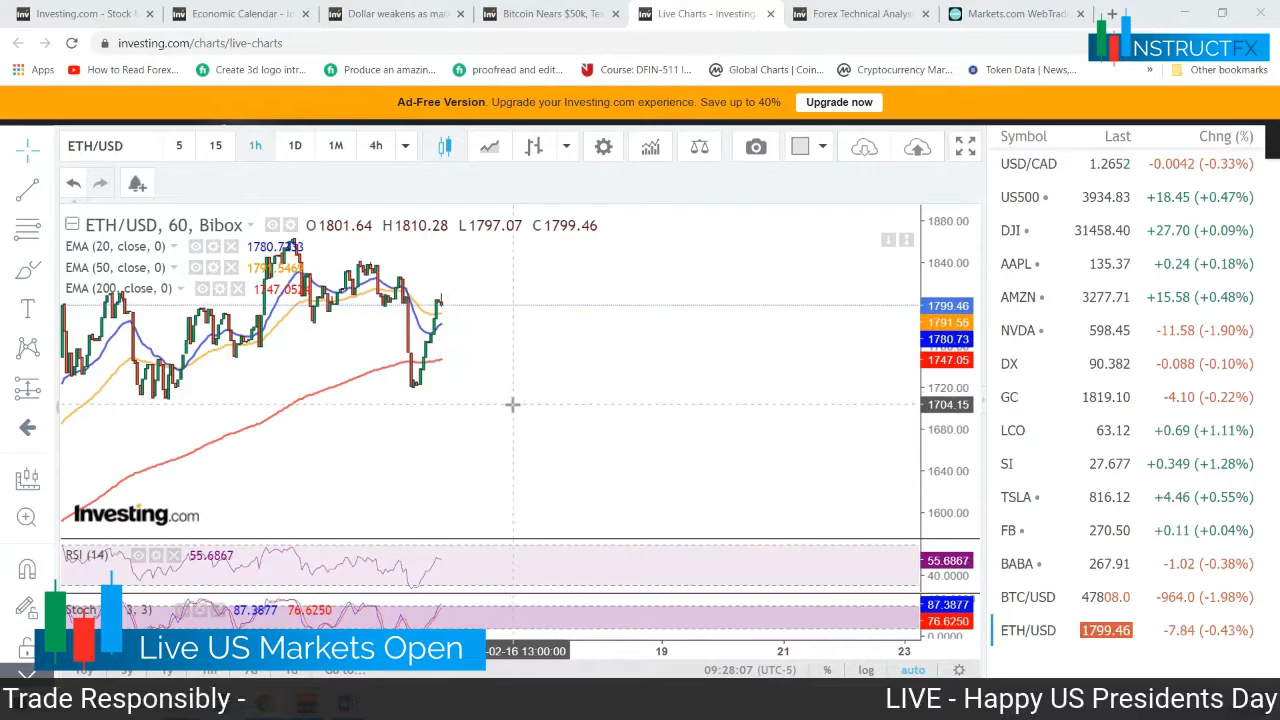 Investing.com - Stock
Economic Calendar - In
Dollar weakens as ma
Bitcoin Nears $50k, Te
Live Charts - Investing
Forex Technical Analy
Markets.com WebTrade
investing.com/charts/live-charts
NSTRUCTFX
Apps
How to Read Forex...
Create 3d logo intr...
Produce an animat...
proofread and edit...
Course: DFIN-511 I...
Global Charts | Coin...
Cryptocurrency Mar...
Token Data | News,...
»
Other bookmarks
Ad-Free Version. Upgrade your Investing.com experience. Save up to 40%
Upgrade now
ETH/USD
5
15
1h
1D
1M
4h
ETH/USD, 60, Bibox
O 1801.64 H 1810.28 L 1797.07 C 1799.46
EMA (20, close, 0)
EMA (50, close, 0)
EMA (200, close, 0)
1880.00
1840.00
1799.46
1791.56
1780.73
1747.05
1720.00
1704.15
1680.00
1640.00
1600.00
Investing.com
RSI (14)
55.6867
55.6867
40.0000
Stoch
3, 3)
87.3877
76.6250
87.3877
76.6250
0.0000
-02-16 13:00:00
19
21
23
09:28:07 (UTC-5)
%
log
auto
Symbol Last Chng (%)
USD/CAD 1.2652 -0.0042 (-0.33%)
US500 3934.83 +18.45 (+0.47%)
DJI 31458.40 +27.70 (+0.09%)
AAPL 135.37 +0.24 (+0.18%)
AMZN 3277.71 +15.58 (+0.48%)
NVDA 598.45 -11.58 (-1.90%)
DX 90.382 -0.088 (-0.10%)
GC 1819.10 -4.10 (-0.22%)
LCO 63.12 +0.69 (+1.11%)
SI 27.677 +0.349 (+1.28%)
TSLA 816.12 +4.46 (+0.55%)
FB 270.50 +0.11 (+0.04%)
BABA 267.91 -1.02 (-0.38%)
BTC/USD 47808.0 -964.0 (-1.98%)
ETH/USD 1799.46 -7.84 (-0.43%)
Live US Markets Open
Trade Responsibly -
LIVE - Happy US Presidents Day